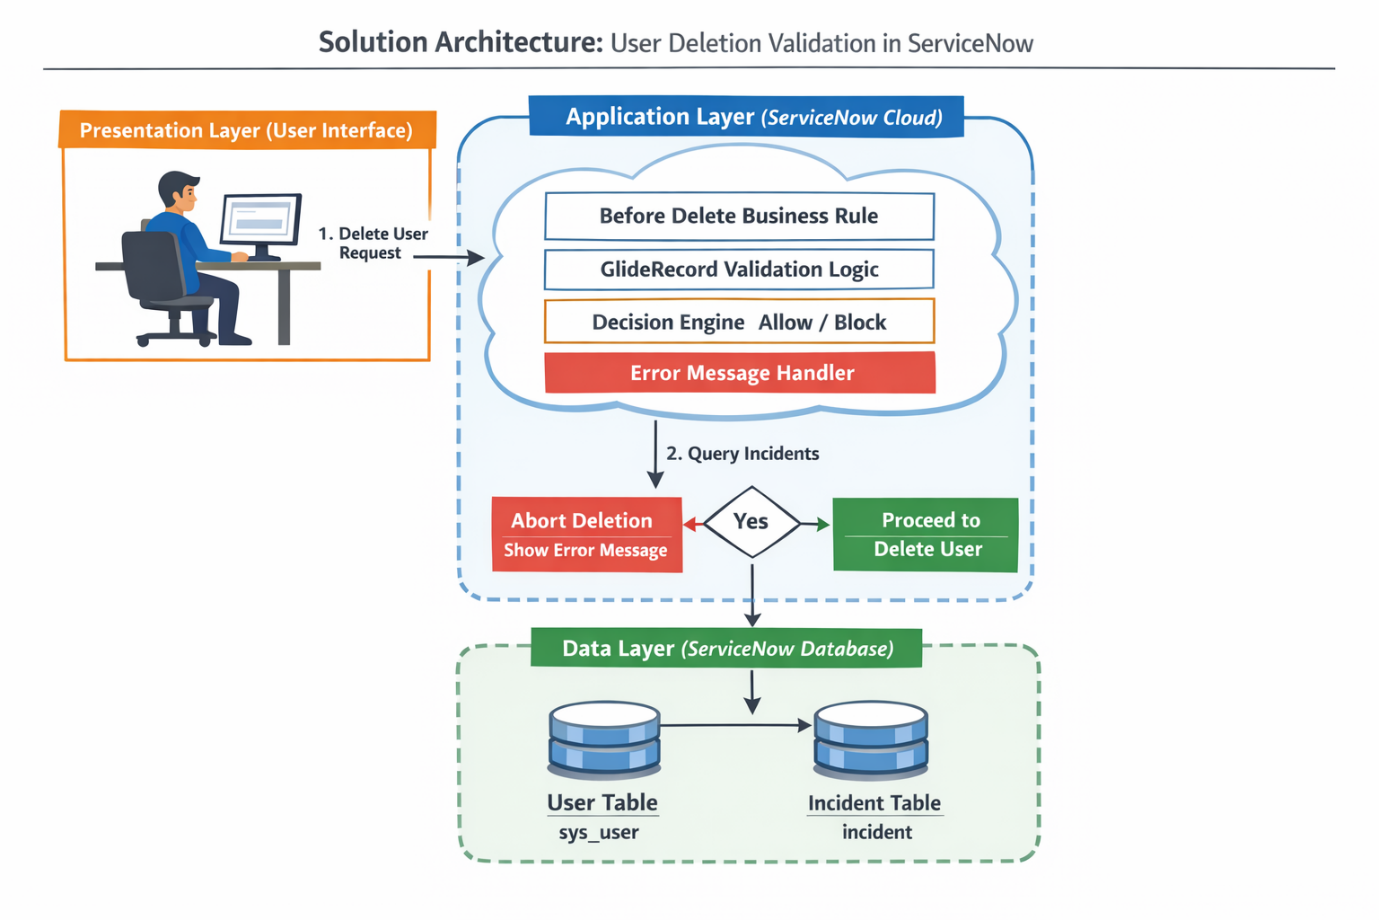 Solution Architecture: User Deletion Validation in ServiceNow
Presentation Layer (User Interface)
1. Delete User
Request
Application Layer (ServiceNow Cloud)
Before Delete Business Rule
GlideRecord Validation Logic
Decision Engine Allow / Block
Error Message Handler
2. Query Incidents
Abort Deletion
Show Error Message
Yes
Proceed to
Delete User
Data Layer (ServiceNow Database)
User Table
sys_user
Incident Table
incident